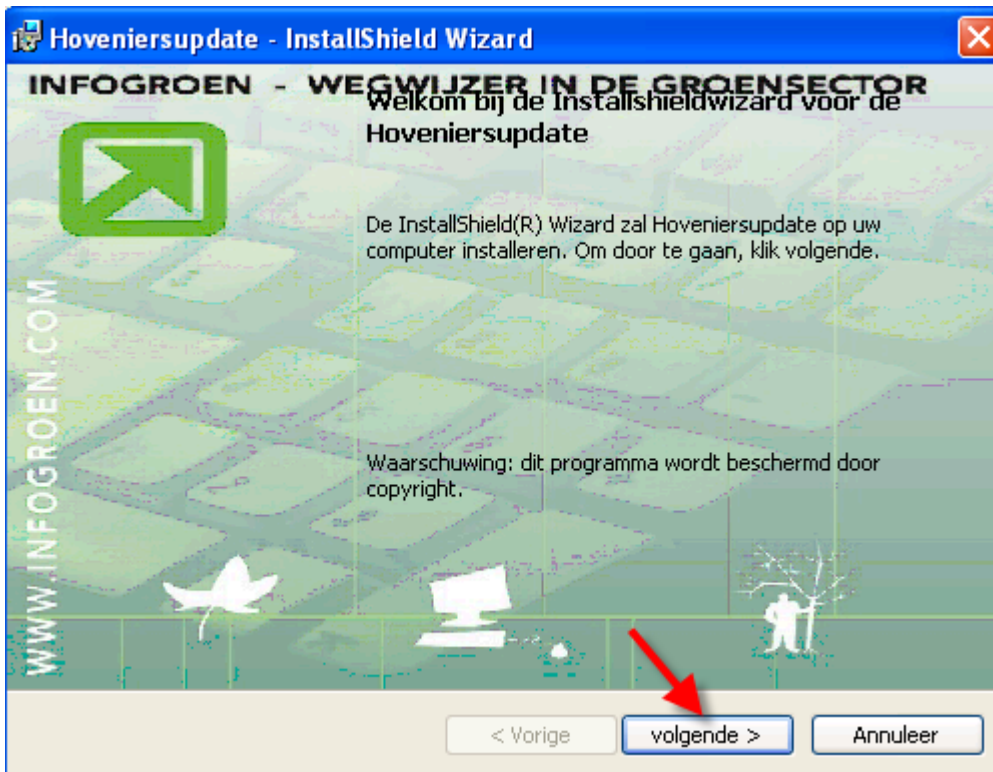 Hoveniersupdate - InstallShield Wizard
INFOGROEN - WEGWIJZER IN DE GROENSECTOR
Welkom bij de Installshieldwizard voor de
Hoveniersupdate
De InstallShield(R) Wizard zal Hoveniersupdate op uw
computer installeren. Om door te gaan, klik volgende.
WWW.INFOGROEN.COM
Waarschuwing: dit programma wordt beschermd door
copyright.
< Vorige
volgende >
Annuleer